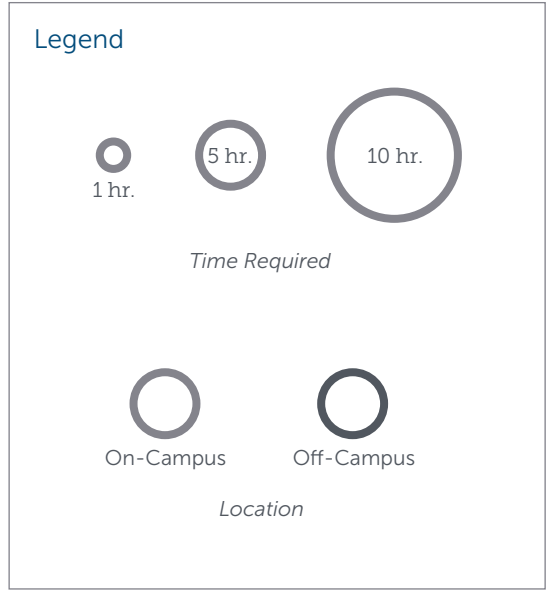 Legend
5 hr. 10 hr.
1 hr.
Time Required
On-Campus Off-Campus
Location